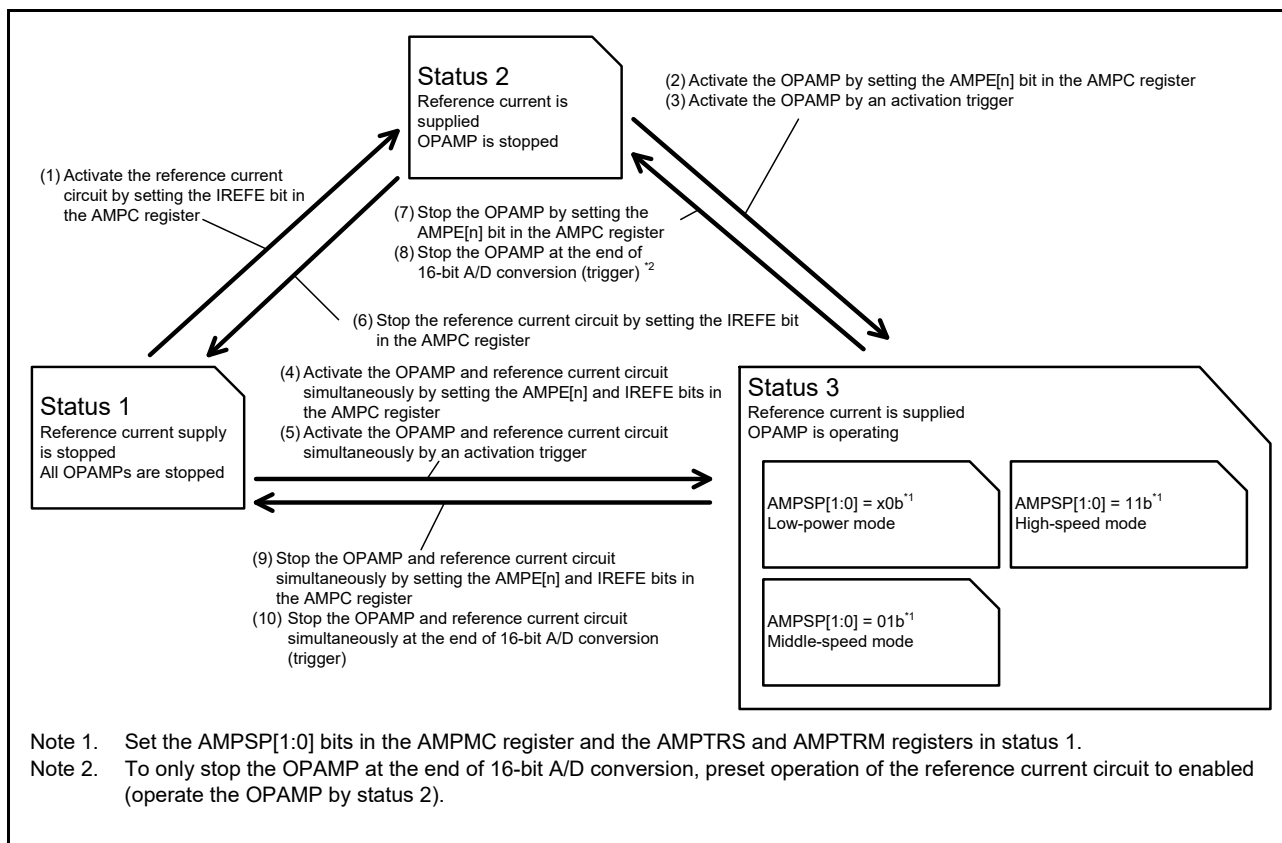 Status 2
Reference current is
supplied
OPAMP is stopped
(2) Activate the OPAMP by setting the AMPE[n] bit in the AMPC register
(3) Activate the OPAMP by an activation trigger
(1) Activate the reference current
circuit by setting the IREFE bit in
the AMPC register
(7) Stop the OPAMP by setting the
AMPE[n] bit in the AMPC register
(8) Stop the OPAMP at the end of
16-bit A/D conversion (trigger) *2
(6) Stop the reference current circuit by setting the IREFE bit
in the AMPC register
Status 1
Reference current supply
is stopped
All OPAMPs are stopped
(4) Activate the OPAMP and reference current circuit
simultaneously by setting the AMPE[n] and IREFE bits in
the AMPC register
(5) Activate the OPAMP and reference current circuit
simultaneously by an activation trigger
Status 3
Reference current is supplied
OPAMP is operating
AMPSP[1:0] = x0b*1
Low-power mode
AMPSP[1:0] = 11b*1
High-speed mode
AMPSP[1:0] = 01b*1
Middle-speed mode
(9) Stop the OPAMP and reference current circuit
simultaneously by setting the AMPE[n] and IREFE bits in
the AMPC register
(10) Stop the OPAMP and reference current circuit
simultaneously at the end of 16-bit A/D conversion
(trigger)
Note 1. Set the AMPSP[1:0] bits in the AMPMC register and the AMPTRS and AMPTRM registers in status 1.
Note 2. To only stop the OPAMP at the end of 16-bit A/D conversion, preset operation of the reference current circuit to enabled
(operate the OPAMP by status 2).